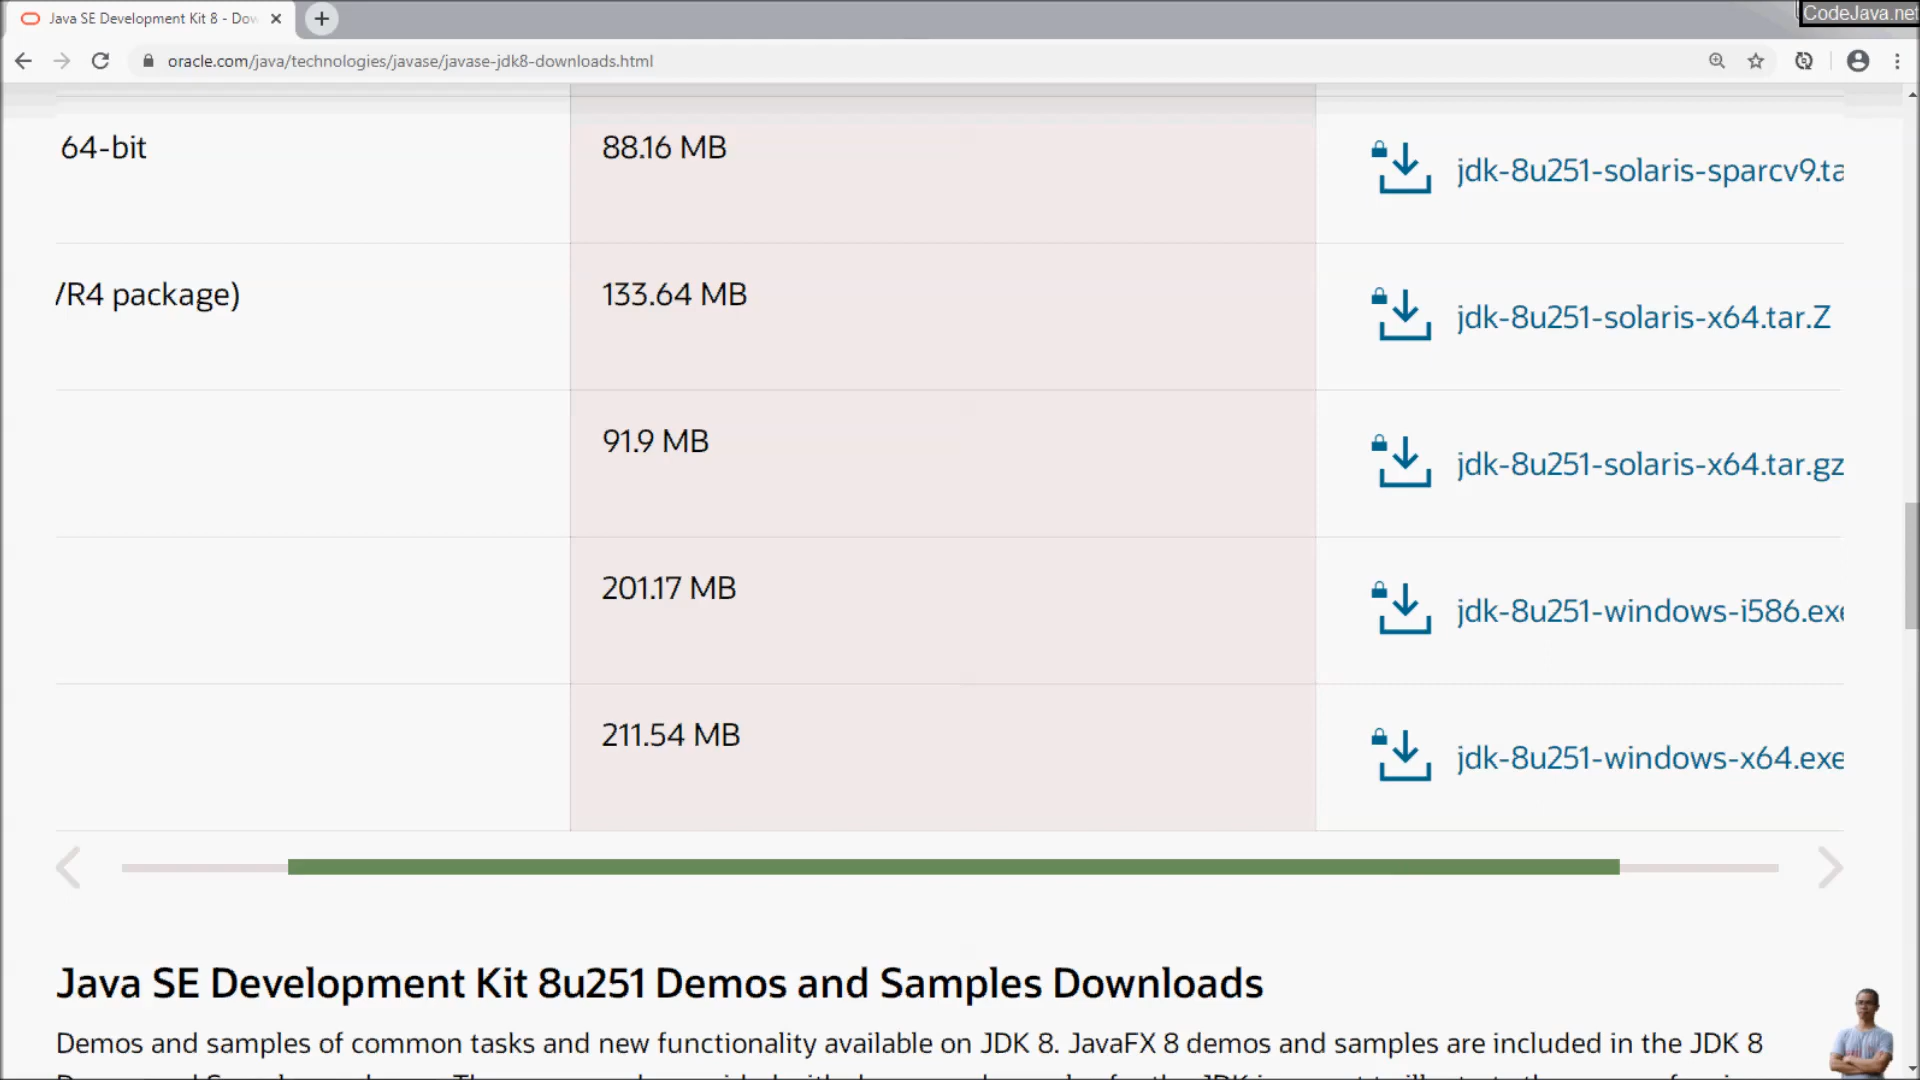 Java SE Development Kit 8 - Dow
CodeJava.net
oracle.com/java/technologies/javase/javase-jdk8-downloads.html
64-bit 88.16 MB jdk-8u251-solaris-sparcv9.ta
/R4 package) 133.64 MB jdk-8u251-solaris-x64.tar.Z
91.9 MB jdk-8u251-solaris-x64.tar.gz
201.17 MB jdk-8u251-windows-i586.exe
211.54 MB jdk-8u251-windows-x64.exe
Java SE Development Kit 8u251 Demos and Samples Downloads
Demos and samples of common tasks and new functionality available on JDK 8. JavaFX 8 demos and samples are included in the JDK 8